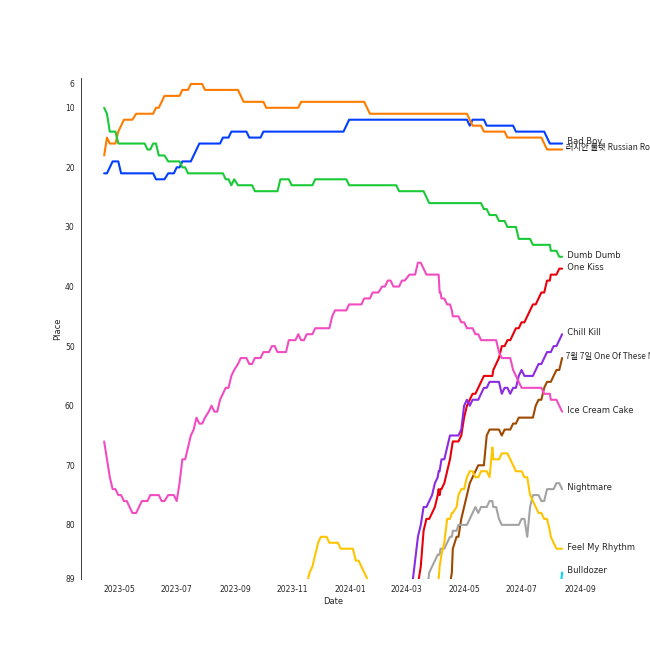 6
10
20
30
40
50
60
70
80
89
Place
2023-05
2023-07
2023-09
2023-11
2024-01
2024-03
2024-05
2024-07
2024-09
Date
Bad Boy
러시안 룰렛 Russian Ro
Dumb Dumb
One Kiss
Chill Kill
7월 7일 One Of These
Ice Cream Cake
Nightmare
Feel My Rhythm
Bulldozer